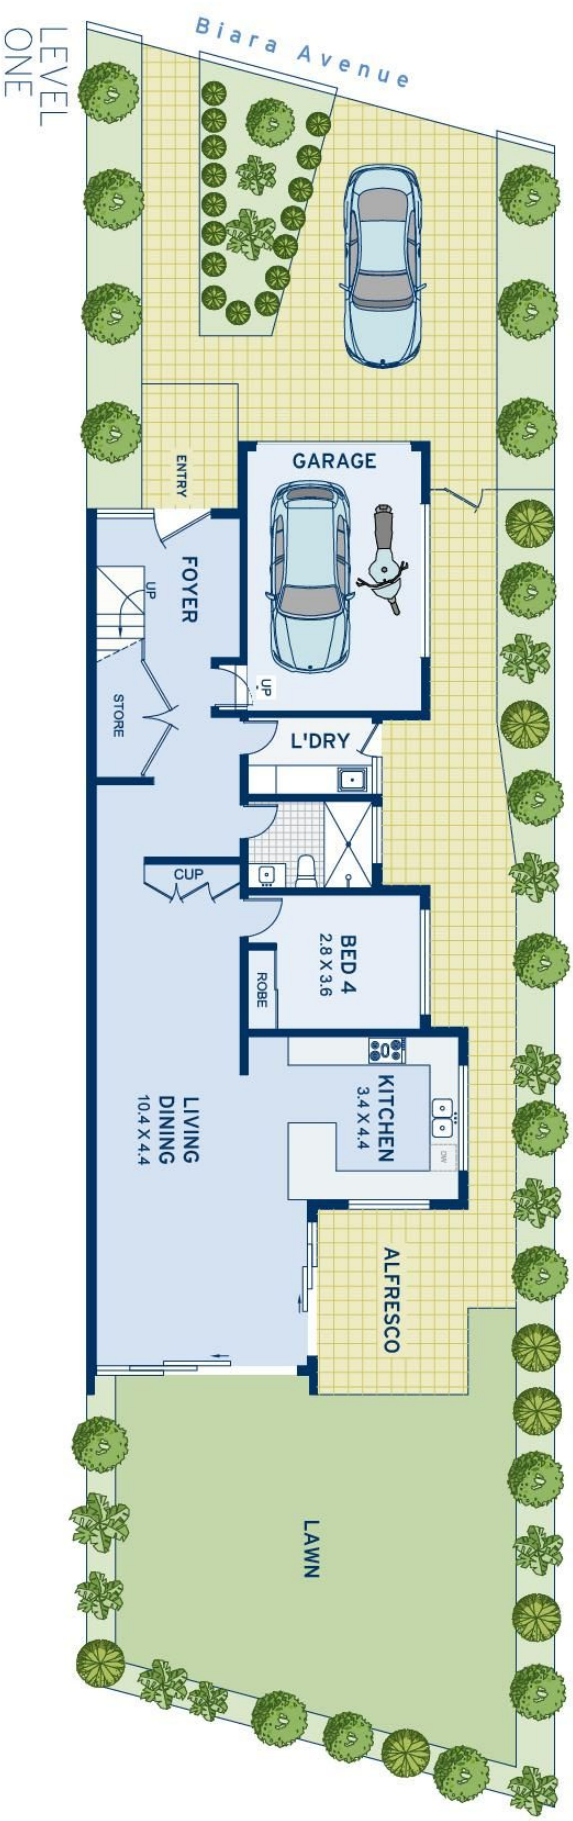 Biara Avenue
LEVEL
ONE
GARAGE
ENTRY
FOYER
UP
UP
STORE
L'DRY
CUP
BED 4
2.8 X 3.6
ROBE
KITCHEN
3.4 X 4.4
DW
LIVING
DINING
10.4 X 4.4
ALFRESCO
LAWN